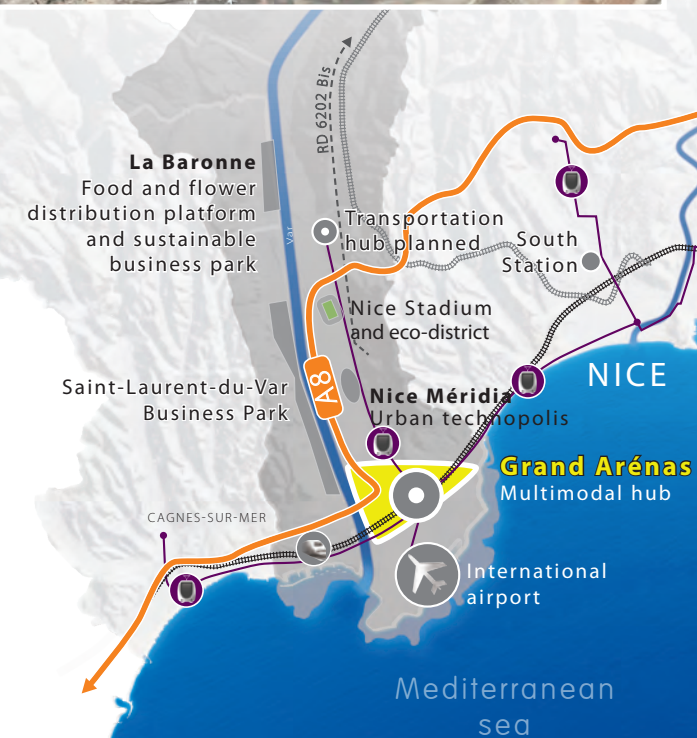 RD 6202 Bis
La Baronne
Food and flower
distribution platform
and sustainable
business park
Var
Transportation
hub planned
South
Station
Nice Stadium
and eco-district
A8
NICE
Saint-Laurent-du-Var
Business Park
Nice Méridia
Urban technopolis
Grand Arénas
Multimodal hub
CAGNES-SUR-MER
International
airport
Mediterranean
sea